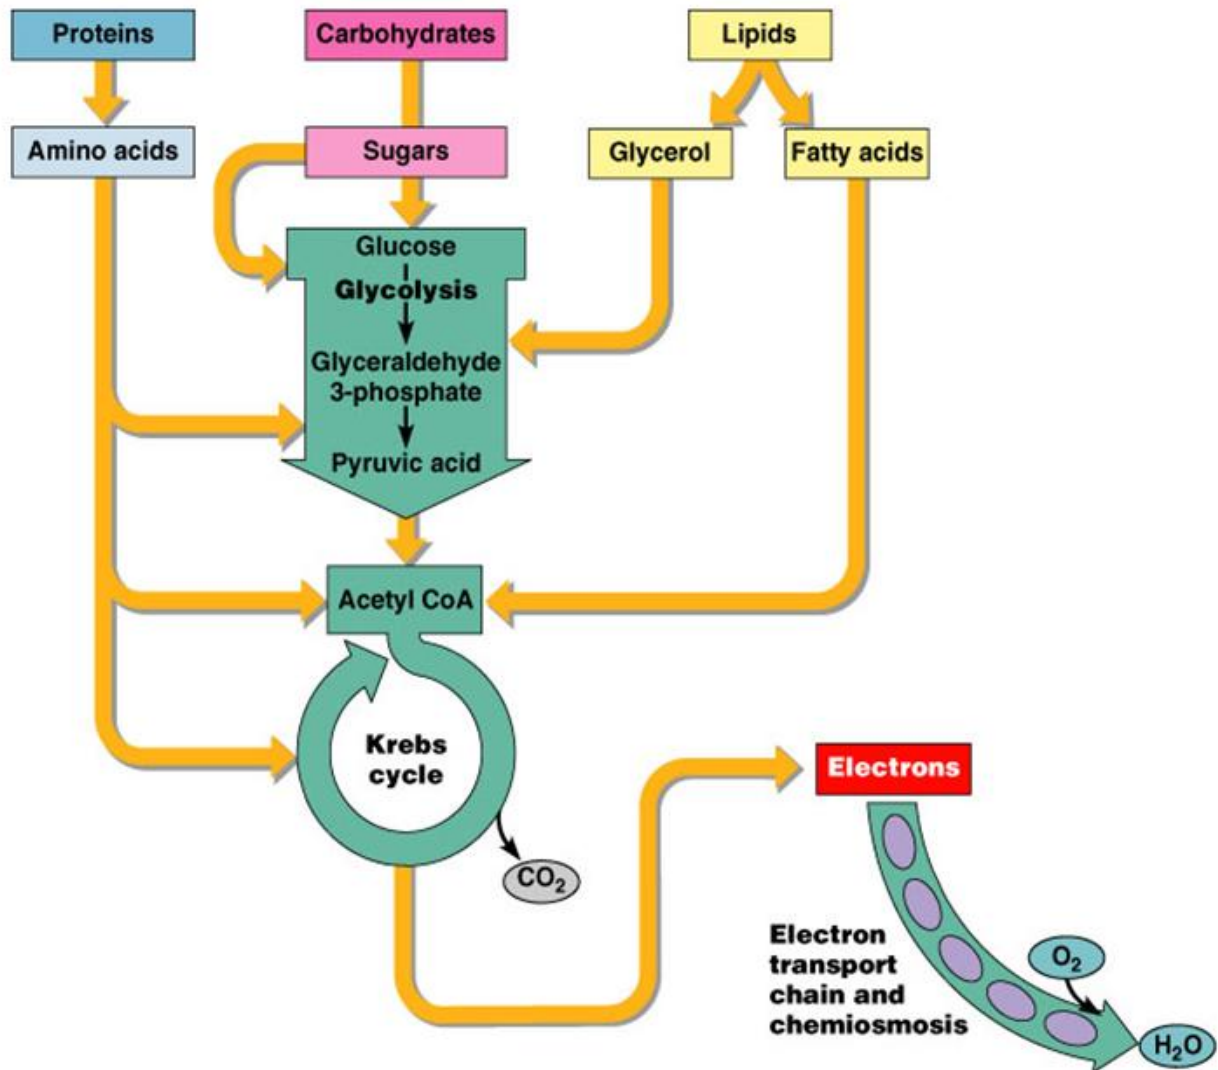 Proteins
Carbohydrates
Lipids
Amino acids
Sugars
Glycerol
Fatty acids
Glucose
Glycolysis
Glyceraldehyde
3-phosphate
Pyruvic acid
Acetyl CoA
Krebs
cycle
CO₂
Electrons
Electron
transport
chain and
chemiosmosis
O₂
H₂O